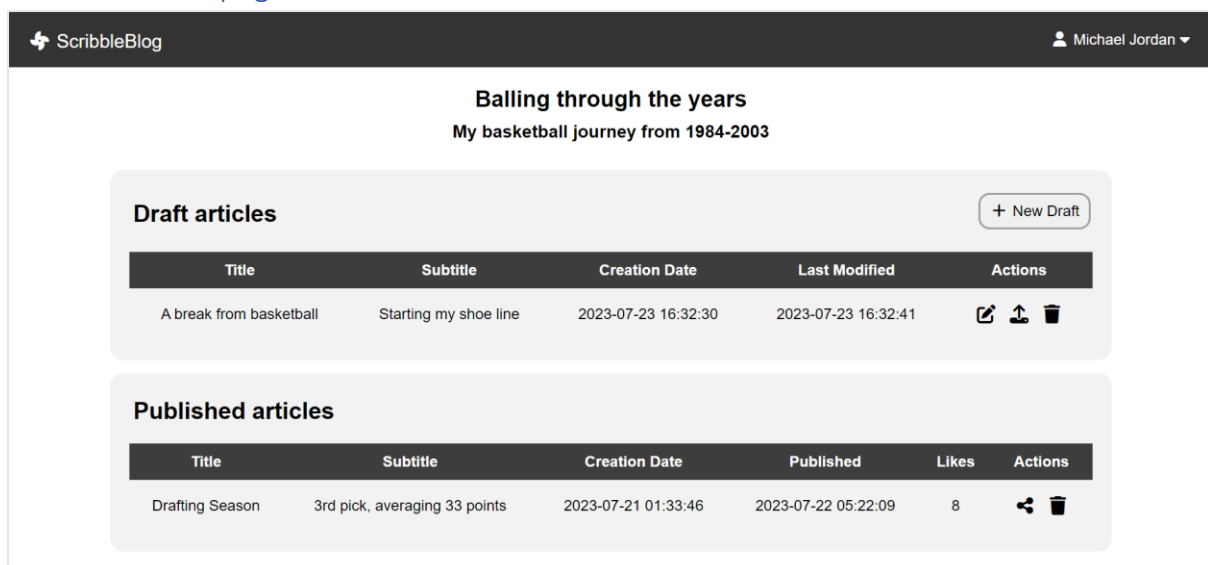 ScribbleBlog Michael Jordan
Balling through the years
My basketball journey from 1984-2003
Draft articles + New Draft
Title Subtitle Creation Date Last Modified Actions
A break from basketball Starting my shoe line 2023-07-23 16:32:30 2023-07-23 16:32:41
Published articles
Title Subtitle Creation Date Published Likes Actions
Drafting Season 3rd pick, averaging 33 points 2023-07-21 01:33:46 2023-07-22 05:22:09 8